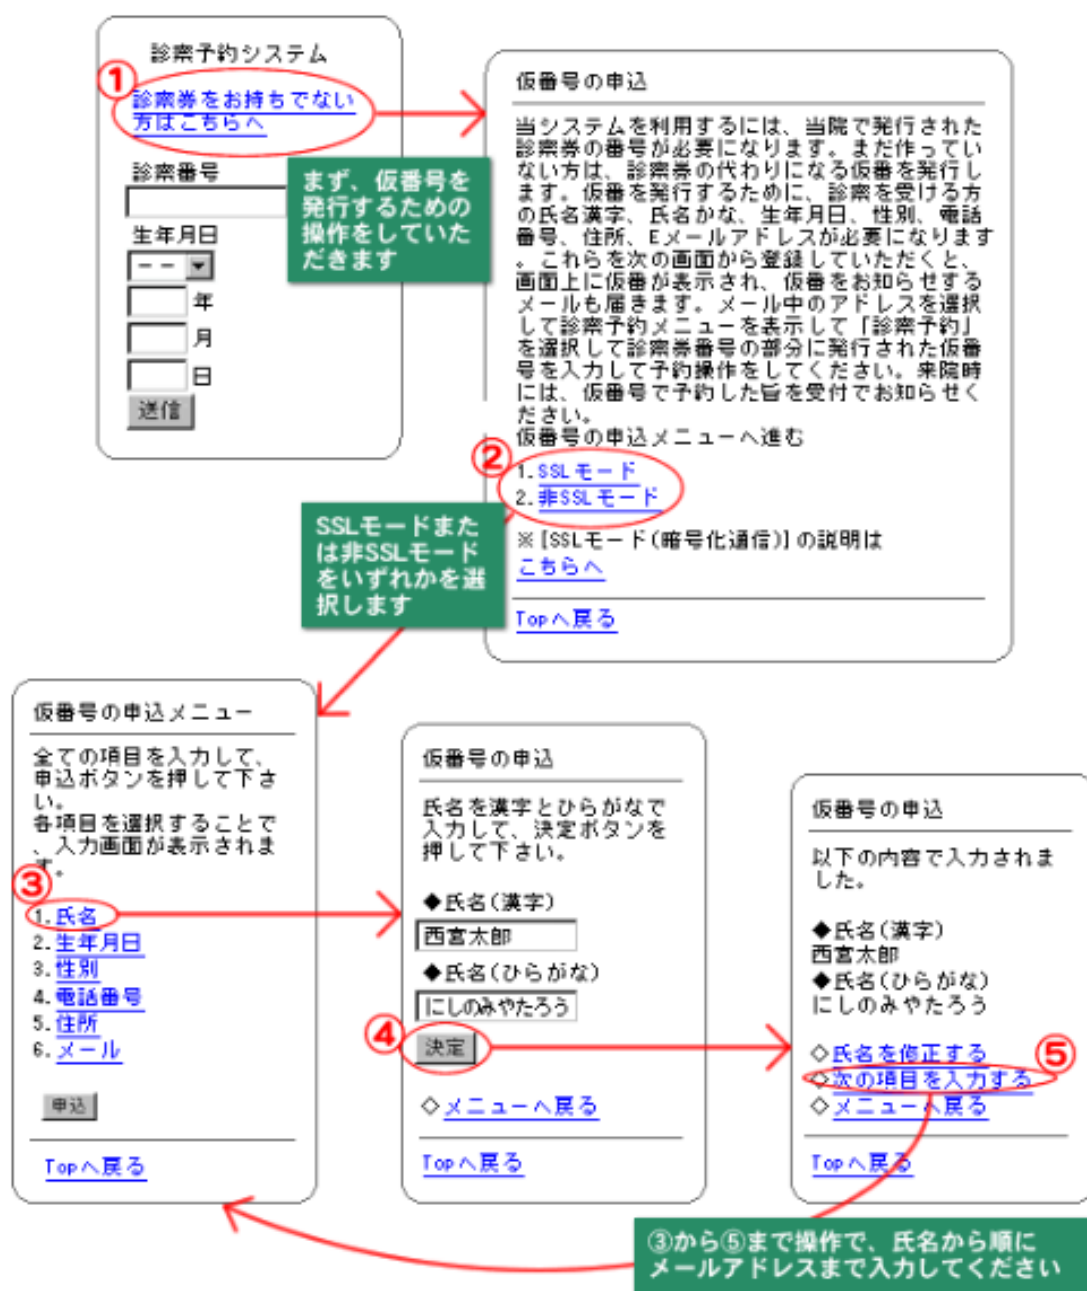 診察予約システム
①
診察券をお持ちでない
方はこちらへ
診察番号
生年月日
--
年
月
日
送信
まず、仮番号を
発行するための
操作をしていた
だきます
仮番号の申込
当システムを利用するには、当院で発行された
診察券の番号が必要になります。まだ作ってい
ない方は、診察券の代わりになる仮番を発行し
ます。仮番を発行するために、診察を受ける方
の氏名漢字、氏名かな、生年月日、性別、電話
番号、住所、Eメールアドレスが必要になります
。これらを次の画面から登録していただくと、
画面上に仮番が表示され、仮番をお知らせする
メールも届きます。メール中のアドレスを選択
して診察予約メニューを表示して「診察予約」
を選択して診察券番号の部分に発行された仮番
号を入力して予約操作をしてください。来院時
には、仮番号で予約した旨を受付でお知らせく
ださい。
仮番号の申込メニューへ進む
②
1.SSLモード
2.非SSLモード
※[SSLモード(暗号化通信)]の説明は
こちらへ
Topへ戻る
SSLモードまた
は非SSLモード
をいずれかを選
択します
仮番号の申込メニュー
全ての項目を入力して、
申込ボタンを押して下さ
い。
各項目を選択することで
、入力画面が表示されま
す。
③
1.氏名
2.生年月日
3.性別
4.電話番号
5.住所
6.メール
申込
Topへ戻る
仮番号の申込
氏名を漢字とひらがなで
入力して、決定ボタンを
押して下さい。
◆氏名(漢字)
西宮太郎
◆氏名(ひらがな)
にしのみやたろう
④
決定
◇メニューへ戻る
Topへ戻る
仮番号の申込
以下の内容で入力されま
した。
◆氏名(漢字)
西宮太郎
◆氏名(ひらがな)
にしのみやたろう
◇氏名を修正する
⑤
◇次の項目を入力する
◇メニューへ戻る
Topへ戻る
③から⑤まで操作で、氏名から順に
メールアドレスまで入力してください